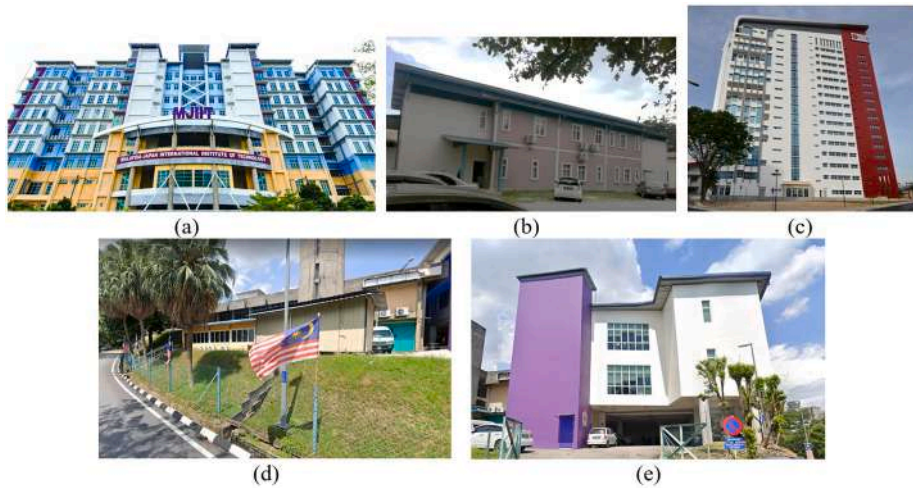 MJIIT
MALAYSIA-JAPAN INTERNATIONAL INSTITUTE OF TECHNOLOGY
(a)
(b)
(c)
(d)
(e)